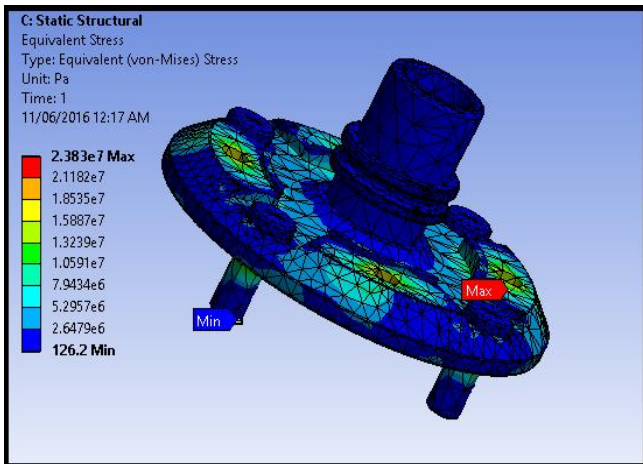 C: Static Structural
Equivalent Stress
Type: Equivalent (von-Mises) Stress
Unit: Pa
Time: 1
11/06/2016 12:17 AM
2.383e7 Max
2.1182e7
1.8535e7
1.5887e7
1.3239e7
1.0591e7
7.9434e6
5.2957e6
2.6479e6
126.2 Min
Max
Min